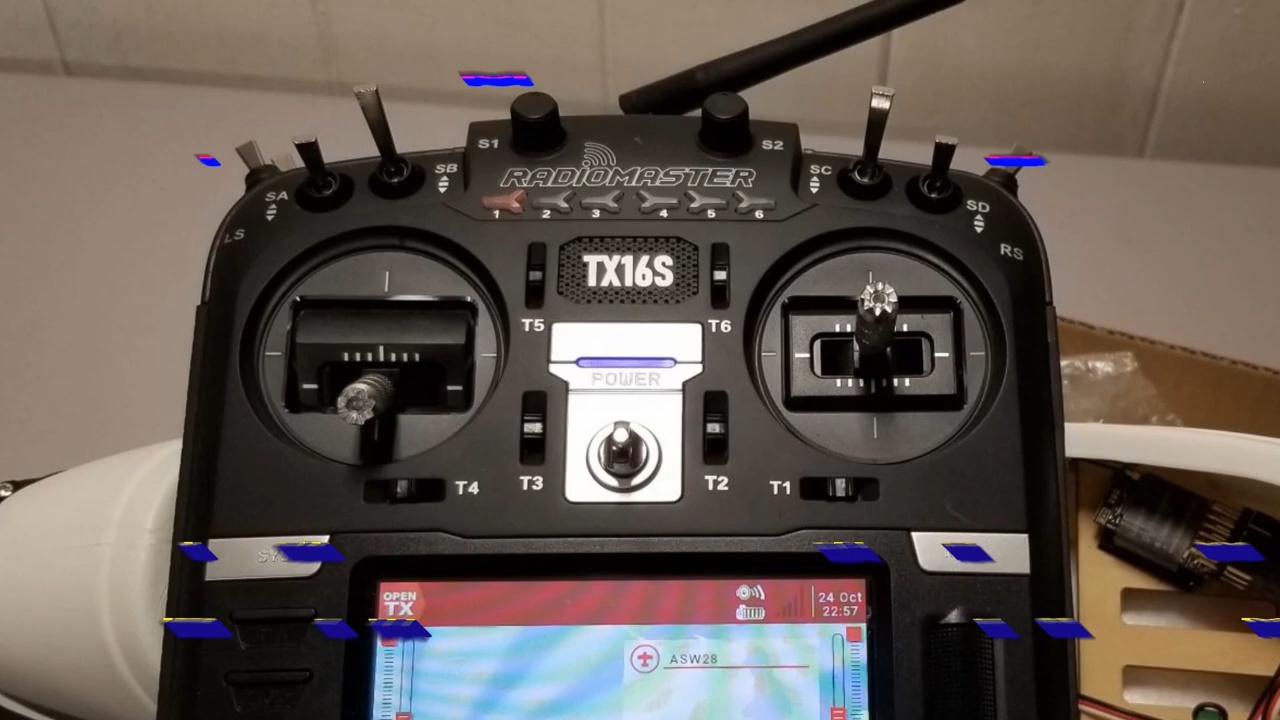 S1
S2
RADIOMASTER
SB
SC
SA
SD
1 2 3 4 5 6
LS
RS
TX16S
T5
T6
POWER
T4
T3
T2
T1
OPEN
TX
24 Oct
22:57
ASW28